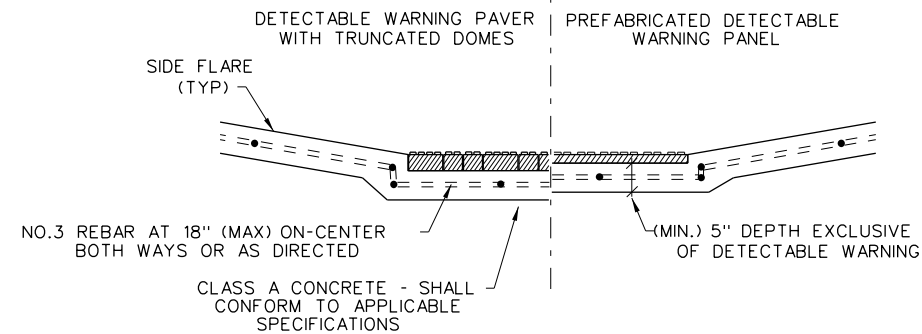 DETECTABLE WARNING PAVER
WITH TRUNCATED DOMES
PREFABRICATED DETECTABLE
WARNING PANEL
SIDE FLARE
(TYP)
NO.3 REBAR AT 18" (MAX) ON-CENTER
BOTH WAYS OR AS DIRECTED
(MIN.) 5" DEPTH EXCLUSIVE
OF DETECTABLE WARNING
CLASS A CONCRETE - SHALL
CONFORM TO APPLICABLE
SPECIFICATIONS